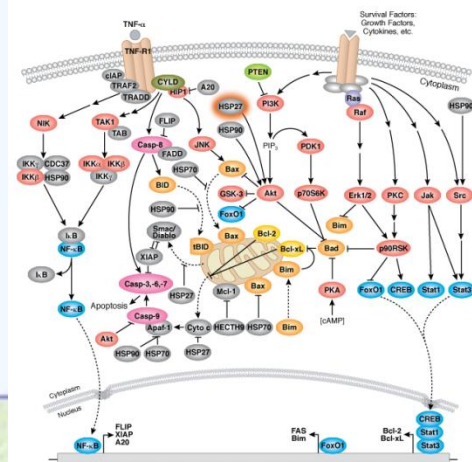 TNF-α
TNF-R1
Survival Factors:
Growth Factors,
Cytokines, etc.
Cytoplasm
cIAP
TRAF2
TRADD
CYLD
HIP1
A20
PTEN
PI3K
Ras
Raf
HSP90
NIK
TAK1
TAB
FLIP
Casp-8
FADD
HSP27
HSP90
PIP2
PDK1
IKKγ
CDC37
IKKβ
HSP90
IKKα
IKKβ
IKKγ
HSP70
JNK
Bax
BID
GSK-3
Akt
FoxO1
p70S6K
Erk1/2
PKC
Jak
Src
Bim
HSP90
Smac/
Diablo
tBID
Bax
Bcl-2
Bcl-xL
Bad
p90RSK
IκB
NF-κB
XIAP
Casp-3,-6,-7
HSP27
Mcl-1
Bax
Bim
PKA
FoxO1
CREB
Stat1
Stat3
IκB
Apoptosis
Casp-9
[cAMP]
NF-κB
Apaf-1
Cyto c
HECTH9
HSP70
Bim
Akt
HSP90
HSP70
HSP27
Cytoplasm
Nucleus
NF-κB
FLIP
XIAP
A20
FAS
Bim
FoxO1
Bcl-2
Bcl-xL
CREB
Stat1
Stat3